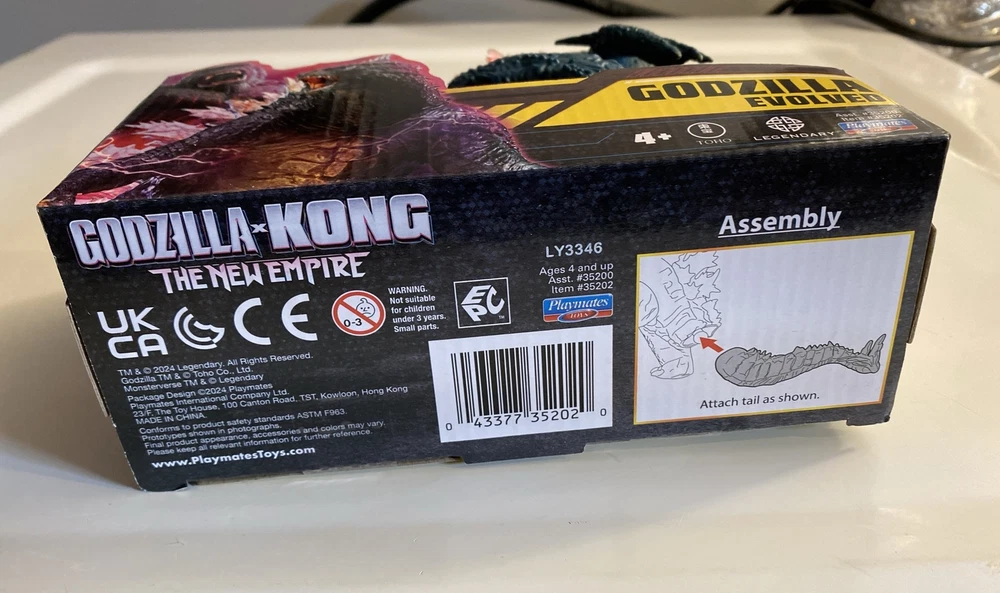 GODZILLA
EVOLVED
4+
TOHO
LEGENDARY
Playmates
TOYS
GODZILLA x KONG
THE NEW EMPIRE
UK
CA
CE
0-3
WARNING.
Not suitable
for children
under 3 years.
Small parts.
LY3346
Ages 4 and up
Asst. #35200
Item #35202
Playmates
TOYS
TM & © 2024 Legendary. All Rights Reserved.
Godzilla TM & © Toho Co., Ltd.
Monsterverse TM & © Legendary
Package Design ©2024 Playmates
Playmates International Company Ltd.
23/F, The Toy House, 100 Canton Road, TST, Kowloon, Hong Kong
MADE IN CHINA.
Conforms to product safety standards ASTM F963.
Prototypes shown in photographs.
Final product appearance, accessories and colors may vary.
Please keep all relevant information for further reference.
www.PlaymatesToys.com
0 43377 35202 0
Assembly
Attach tail as shown.